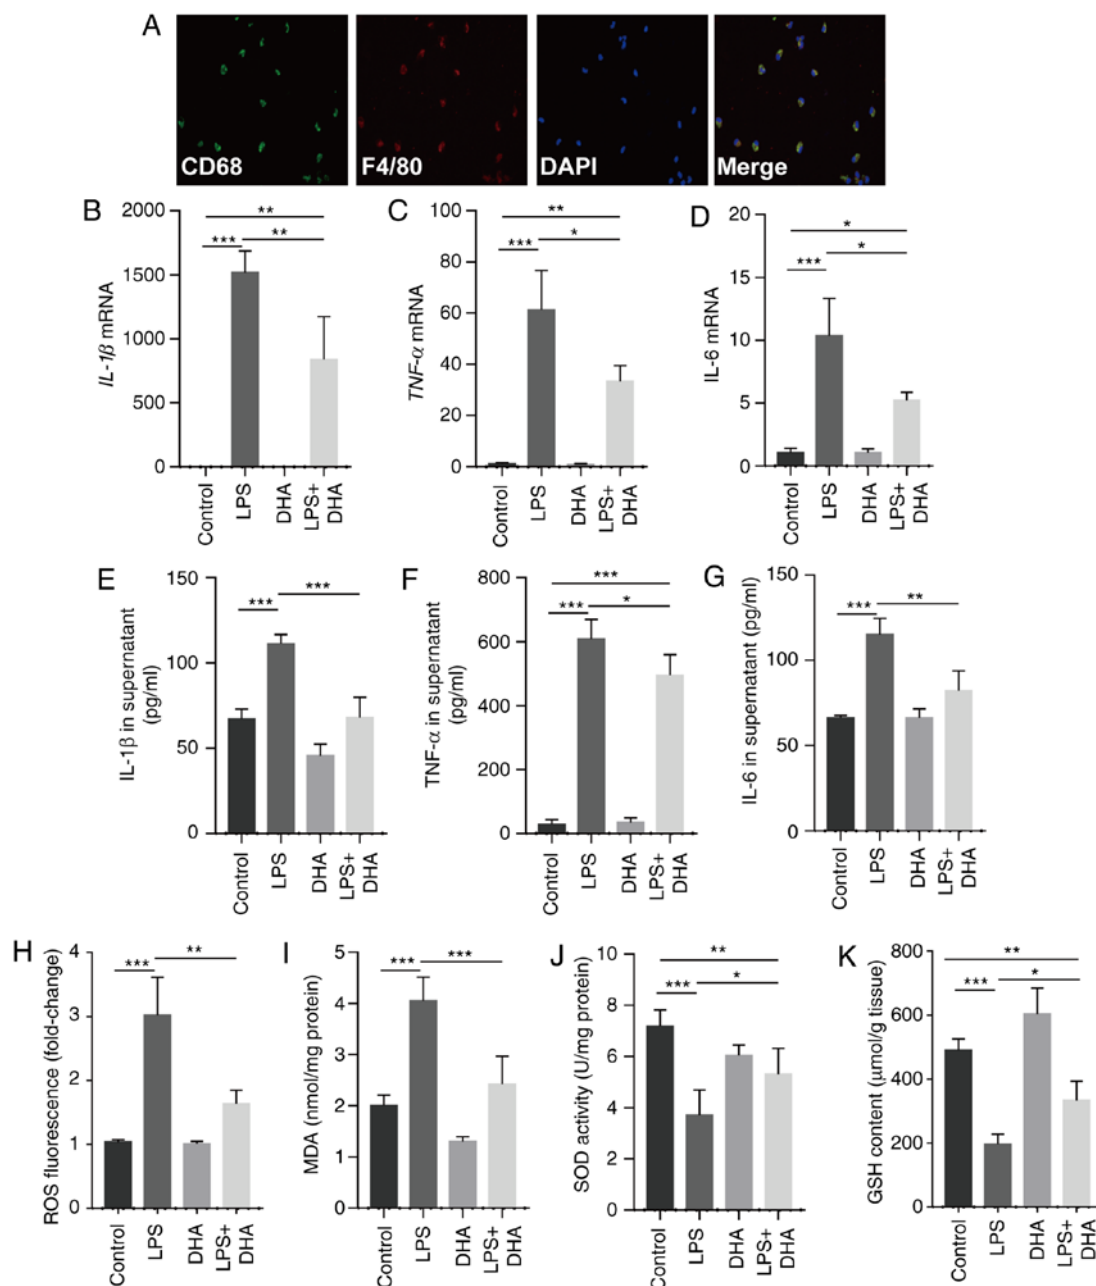 A
CD68
F4/80
DAPI
Merge
B
IL-1β mRNA
2000
1500
1000
500
0
**
**
***
Control
LPS
DHA
LPS+
DHA
C
TNF-α mRNA
100
80
60
40
20
0
**
*
***
Control
LPS
DHA
LPS+
DHA
D
IL-6 mRNA
20
15
10
5
0
*
*
***
Control
LPS
DHA
LPS+
DHA
E
IL-1β in supernatant
(pg/ml)
150
100
50
0
***
***
Control
LPS
DHA
LPS+
DHA
F
TNF-α in supernatant
(pg/ml)
800
600
400
200
0
***
*
***
Control
LPS
DHA
LPS+
DHA
G
IL-6 in supernatant (pg/ml)
150
100
50
0
**
***
Control
LPS
DHA
LPS+
DHA
H
ROS fluorescence (fold-change)
4
3
2
1
0
**
***
Control
LPS
DHA
LPS+
DHA
I
MDA (nmol/mg protein)
5
4
3
2
1
0
***
***
Control
LPS
DHA
LPS+
DHA
J
SOD activity (U/mg protein)
10
8
6
4
2
0
**
*
***
Control
LPS
DHA
LPS+
DHA
K
GSH content (μmol/g tissue)
800
600
400
200
0
**
*
***
Control
LPS
DHA
LPS+
DHA